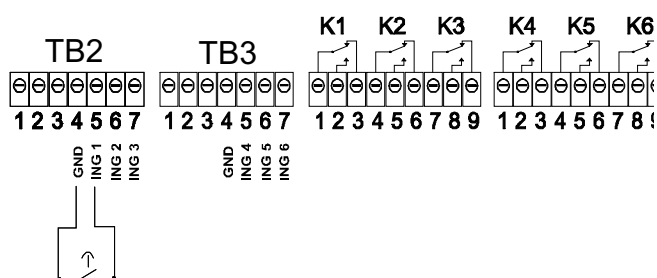 K1 K2 K3 K4 K5 K6
TB2 TB3
1 2 3 4 5 6 7 1 2 3 4 5 6 7 1 2 3 4 5 6 7 8 9 1 2 3 4 5 6 7 8 9
GND
ING 1
ING 2
ING 3
GND
ING 4
ING 5
ING 6